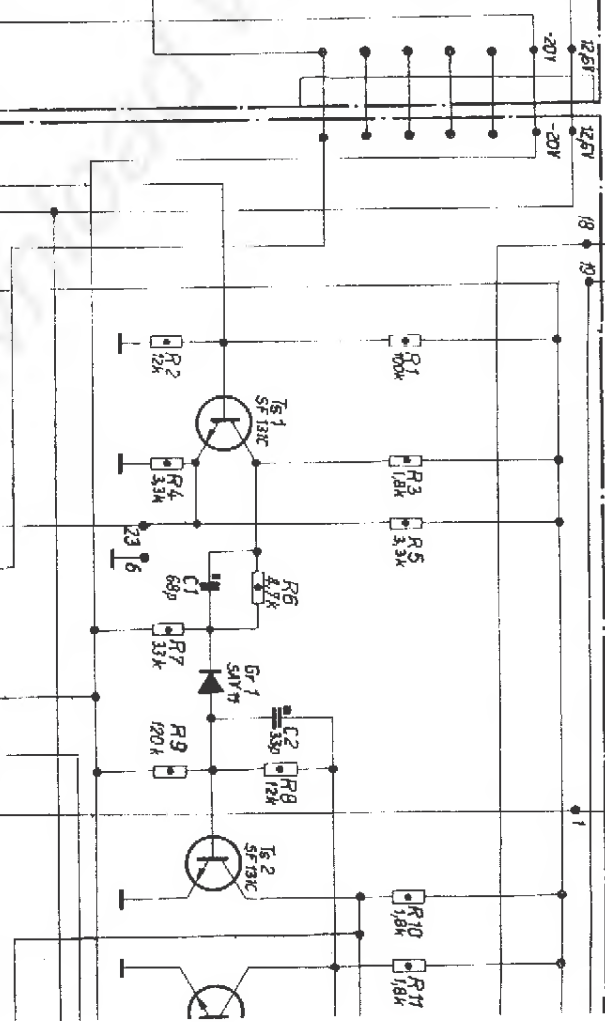 12,6V
-20V
12,6V
-20V
18
19
R1
100k
R2
12k
Ts 1
SF 131C
R3
1,8k
R4
3,3k
R5
3,3k
23
6
R6
4,7k
C1
68p
R7
33k
Gr 1
SAY 11
C2
33p
R9
120k
R8
12k
1
Ts 2
SF 131C
R10
1,8k
R11
1,8k